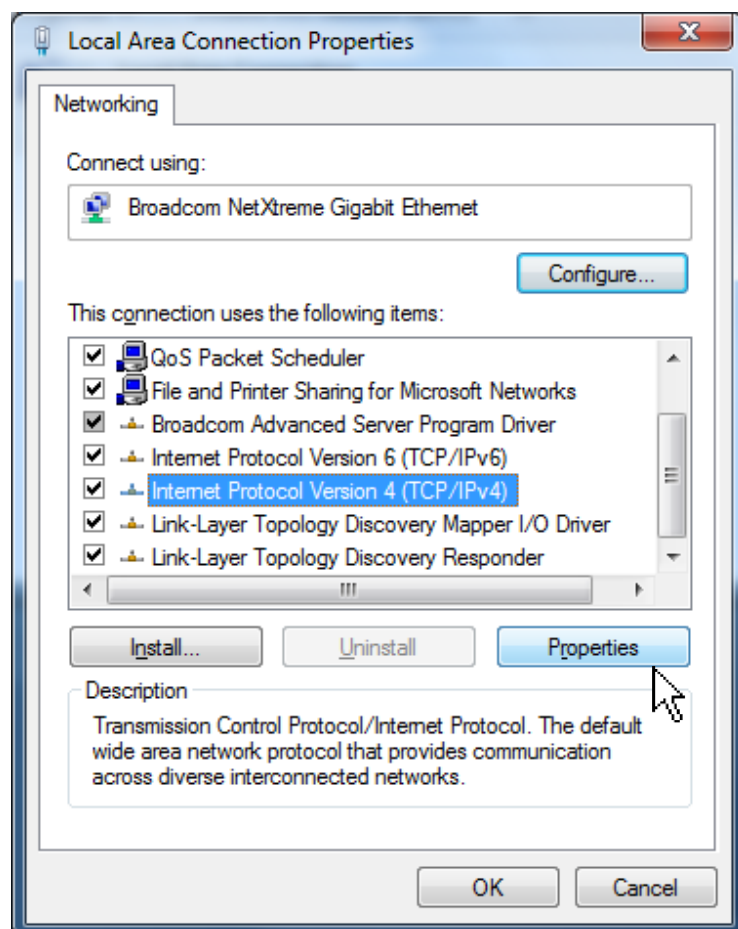 Local Area Connection Properties
Networking
Connect using:
Broadcom NetXtreme Gigabit Ethernet
Configure...
This connection uses the following items:
QoS Packet Scheduler
File and Printer Sharing for Microsoft Networks
Broadcom Advanced Server Program Driver
Internet Protocol Version 6 (TCP/IPv6)
Internet Protocol Version 4 (TCP/IPv4)
Link-Layer Topology Discovery Mapper I/O Driver
Link-Layer Topology Discovery Responder
Install... Uninstall Properties
Description
Transmission Control Protocol/Internet Protocol. The default
wide area network protocol that provides communication
across diverse interconnected networks.
OK Cancel